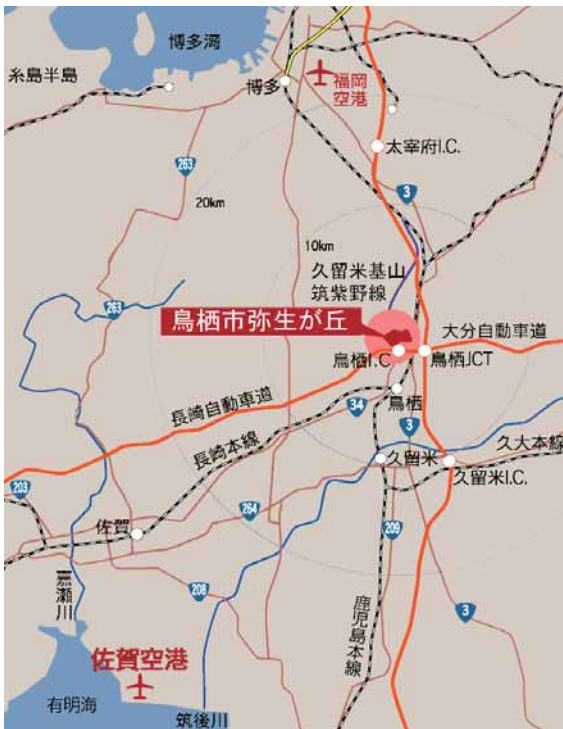 博多湾
糸島半島
博多
福岡
空港
太宰府I.C.
263
3
20km
10km
久留米基山
筑紫野線
263
鳥栖市弥生が丘
大分自動車道
鳥栖I.C
鳥栖JCT
長崎自動車道
34
鳥栖
3
長崎本線
久留米
久大本線
久留米I.C.
203
佐賀
264
209
208
嘉瀬川
鹿児島本線
3
佐賀空港
有明海
筑後川